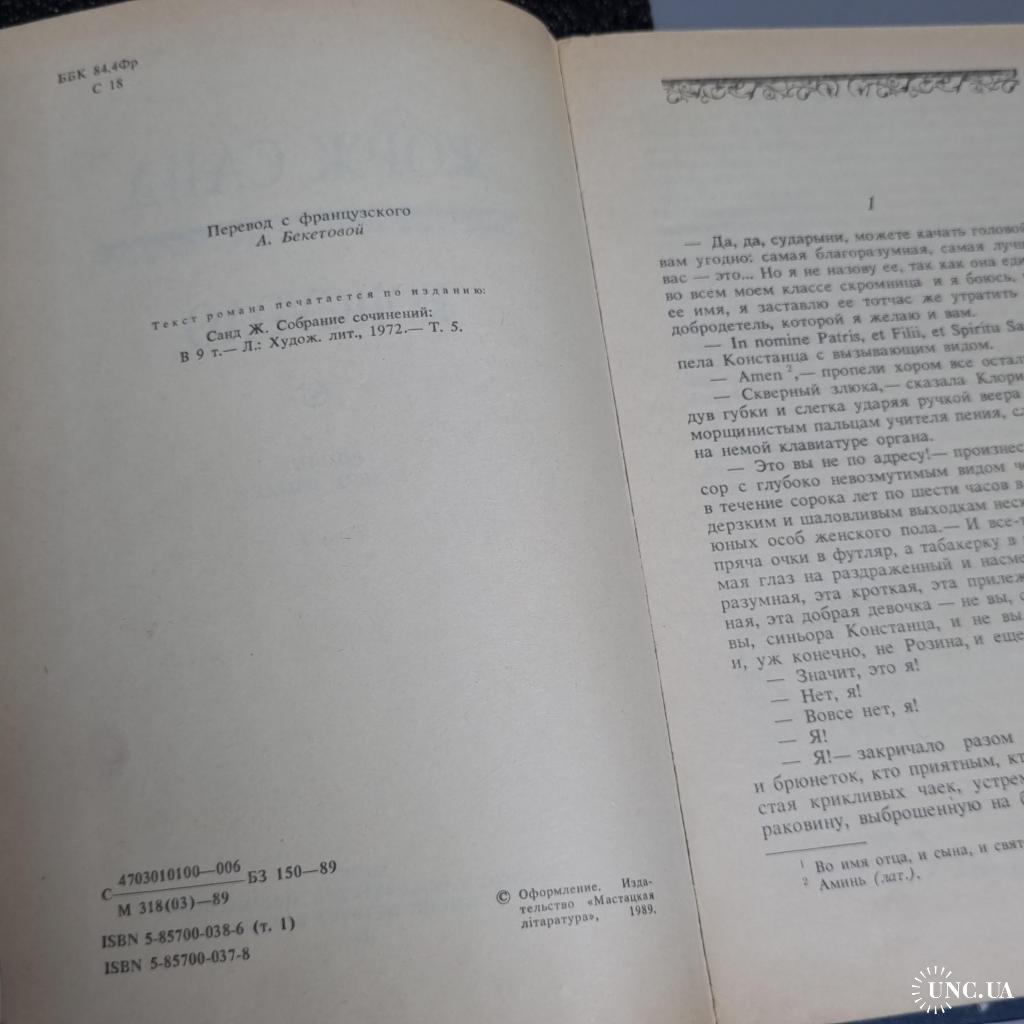 ББК 84.4Фр
С 18
Перевод с французского
А. Бекетовой
Текст романа печатается по изданию:
Санд Ж. Собрание сочинений:
В 9 т.— Л.: Худож. лит., 1972.— Т. 5.
С 4703010100—006 БЗ 150—89
М 318(03)—89
ISBN 5-85700-038-6 (т. 1)
ISBN 5-85700-037-8
© Оформление. Изда-
тельство «Мастацкая
літаратура», 1989.
1
— Да, да, сударыни, можете качать головой
вам угодно: самая благоразумная, самая лучш
вас — это... Но я не назову ее, так как она еди
во всем моем классе скромница и я боюсь,
ее имя, я заставлю ее тотчас же утратить
добродетель, которой я желаю и вам.
— In nomine Patris, et Filii, et Spiritu Sa
пела Констанца с вызывающим видом.
— Amen ²,— пропели хором все осталь
— Скверный злюка,— сказала Клори
дув губки и слегка ударяя ручкой веера
морщинистым пальцам учителя пения, сл
на немой клавиатуре органа.
— Это вы не по адресу!— произнес
сор с глубоко невозмутимым видом че
в течение сорока лет по шести часов в
дерзким и шаловливым выходкам неск
юных особ женского пола.— И все-т
пряча очки в футляр, а табакерку в
мая глаз на раздраженный и насме
разумная, эта кроткая, эта прилеж
ная, эта добрая девочка — не вы, с
вы, синьора Констанца, и не вы
и, уж конечно, не Розина, и еще
— Значит, это я!
— Нет, я!
— Вовсе нет, я!
— Я!
— Я!— закричало разом
и брюнеток, кто приятным, кт
стая крикливых чаек, устрем
раковину, выброшенную на б
¹ Во имя отца, и сына, и свят
² Аминь (лат.).
UNC.UA